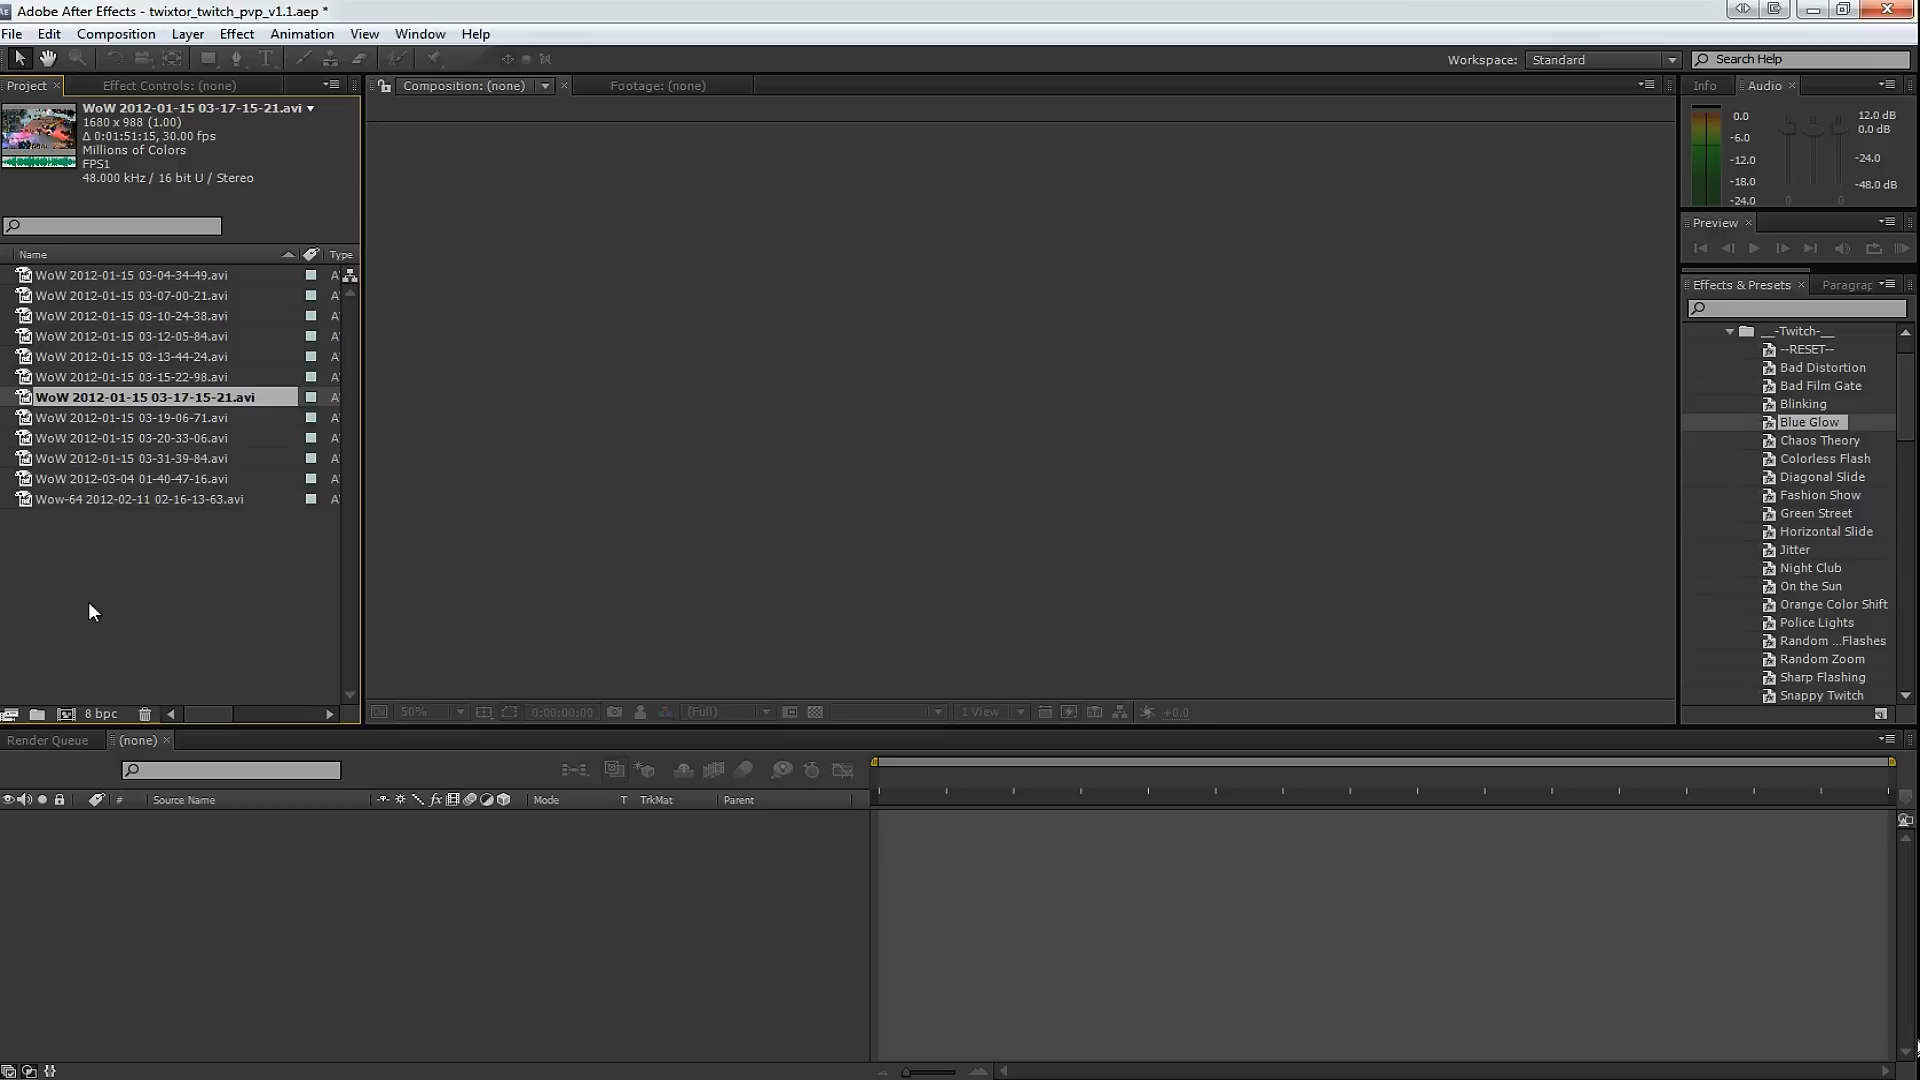 Adobe After Effects - twixtor_twitch_pvp_v1.1.aep *
File Edit Composition Layer Effect Animation View Window Help
Workspace: Standard Search Help
Project Effect Controls: (none) Composition: (none) Footage: (none) Info Audio
WoW 2012-01-15 03-17-15-21.avi
1680 x 988 (1.00)
Δ 0:01:51:15, 30.00 fps
Millions of Colors
FPS1
48.000 kHz / 16 bit U / Stereo
0.0
-6.0
-12.0
-18.0
-24.0
12.0 dB
0.0 dB
-24.0
-48.0 dB
0 0
Preview
Effects & Presets Paragrap
Name Type
WoW 2012-01-15 03-04-34-49.avi
WoW 2012-01-15 03-07-00-21.avi
WoW 2012-01-15 03-10-24-38.avi
WoW 2012-01-15 03-12-05-84.avi
WoW 2012-01-15 03-13-44-24.avi
WoW 2012-01-15 03-15-22-98.avi
WoW 2012-01-15 03-17-15-21.avi
WoW 2012-01-15 03-19-06-71.avi
WoW 2012-01-15 03-20-33-06.avi
WoW 2012-01-15 03-31-39-84.avi
WoW 2012-03-04 01-40-47-16.avi
Wow-64 2012-02-11 02-16-13-63.avi
__-Twitch-__
--RESET--
Bad Distortion
Bad Film Gate
Blinking
Blue Glow
Chaos Theory
Colorless Flash
Diagonal Slide
Fashion Show
Green Street
Horizontal Slide
Jitter
Night Club
On the Sun
Orange Color Shift
Police Lights
Random ...Flashes
Random Zoom
Sharp Flashing
Snappy Twitch
8 bpc
50% 0:00:00:00 (Full) 1 View +0.0
Render Queue (none)
# Source Name fx Mode T TrkMat Parent